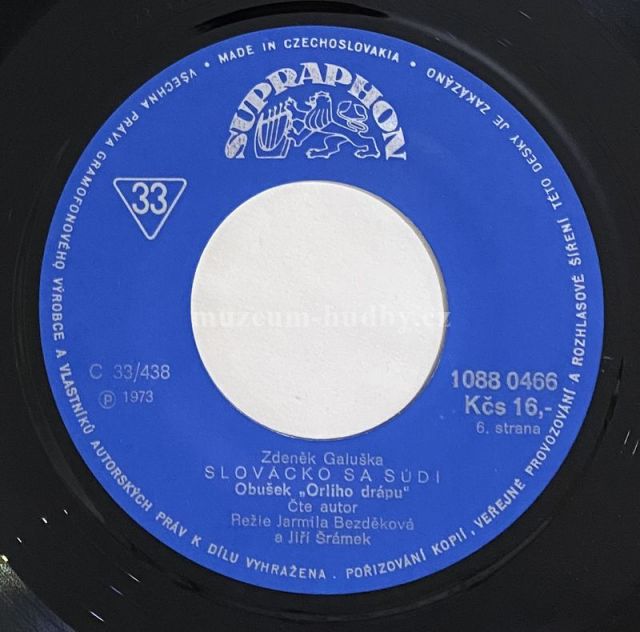 MADE IN CZECHOSLOVAKIA
SUPRAPHON
33
C 33/438
℗ 1973
1088 0466
Kčs 16,-
6. strana
muzeum-hudby.cz
Zdeněk Galuška
SLOVÁCKO SA SÚDI
Obušek „Orlího drápu"
Čte autor
Režie Jarmila Bezděková
a Jiří Šrámek
VŠECHNA PRÁVA GRAMOFONOVÉHO VÝROBCE A VLASTNÍKŮ AUTORSKÝCH PRÁV K DÍLU VYHRAŽENA. POŘIZOVÁNÍ KOPIÍ, VEŘEJNÉ PROVOZOVÁNÍ A ROZHLASOVÉ ŠÍŘENÍ TÉTO DESKY JE ZAKÁZÁNO